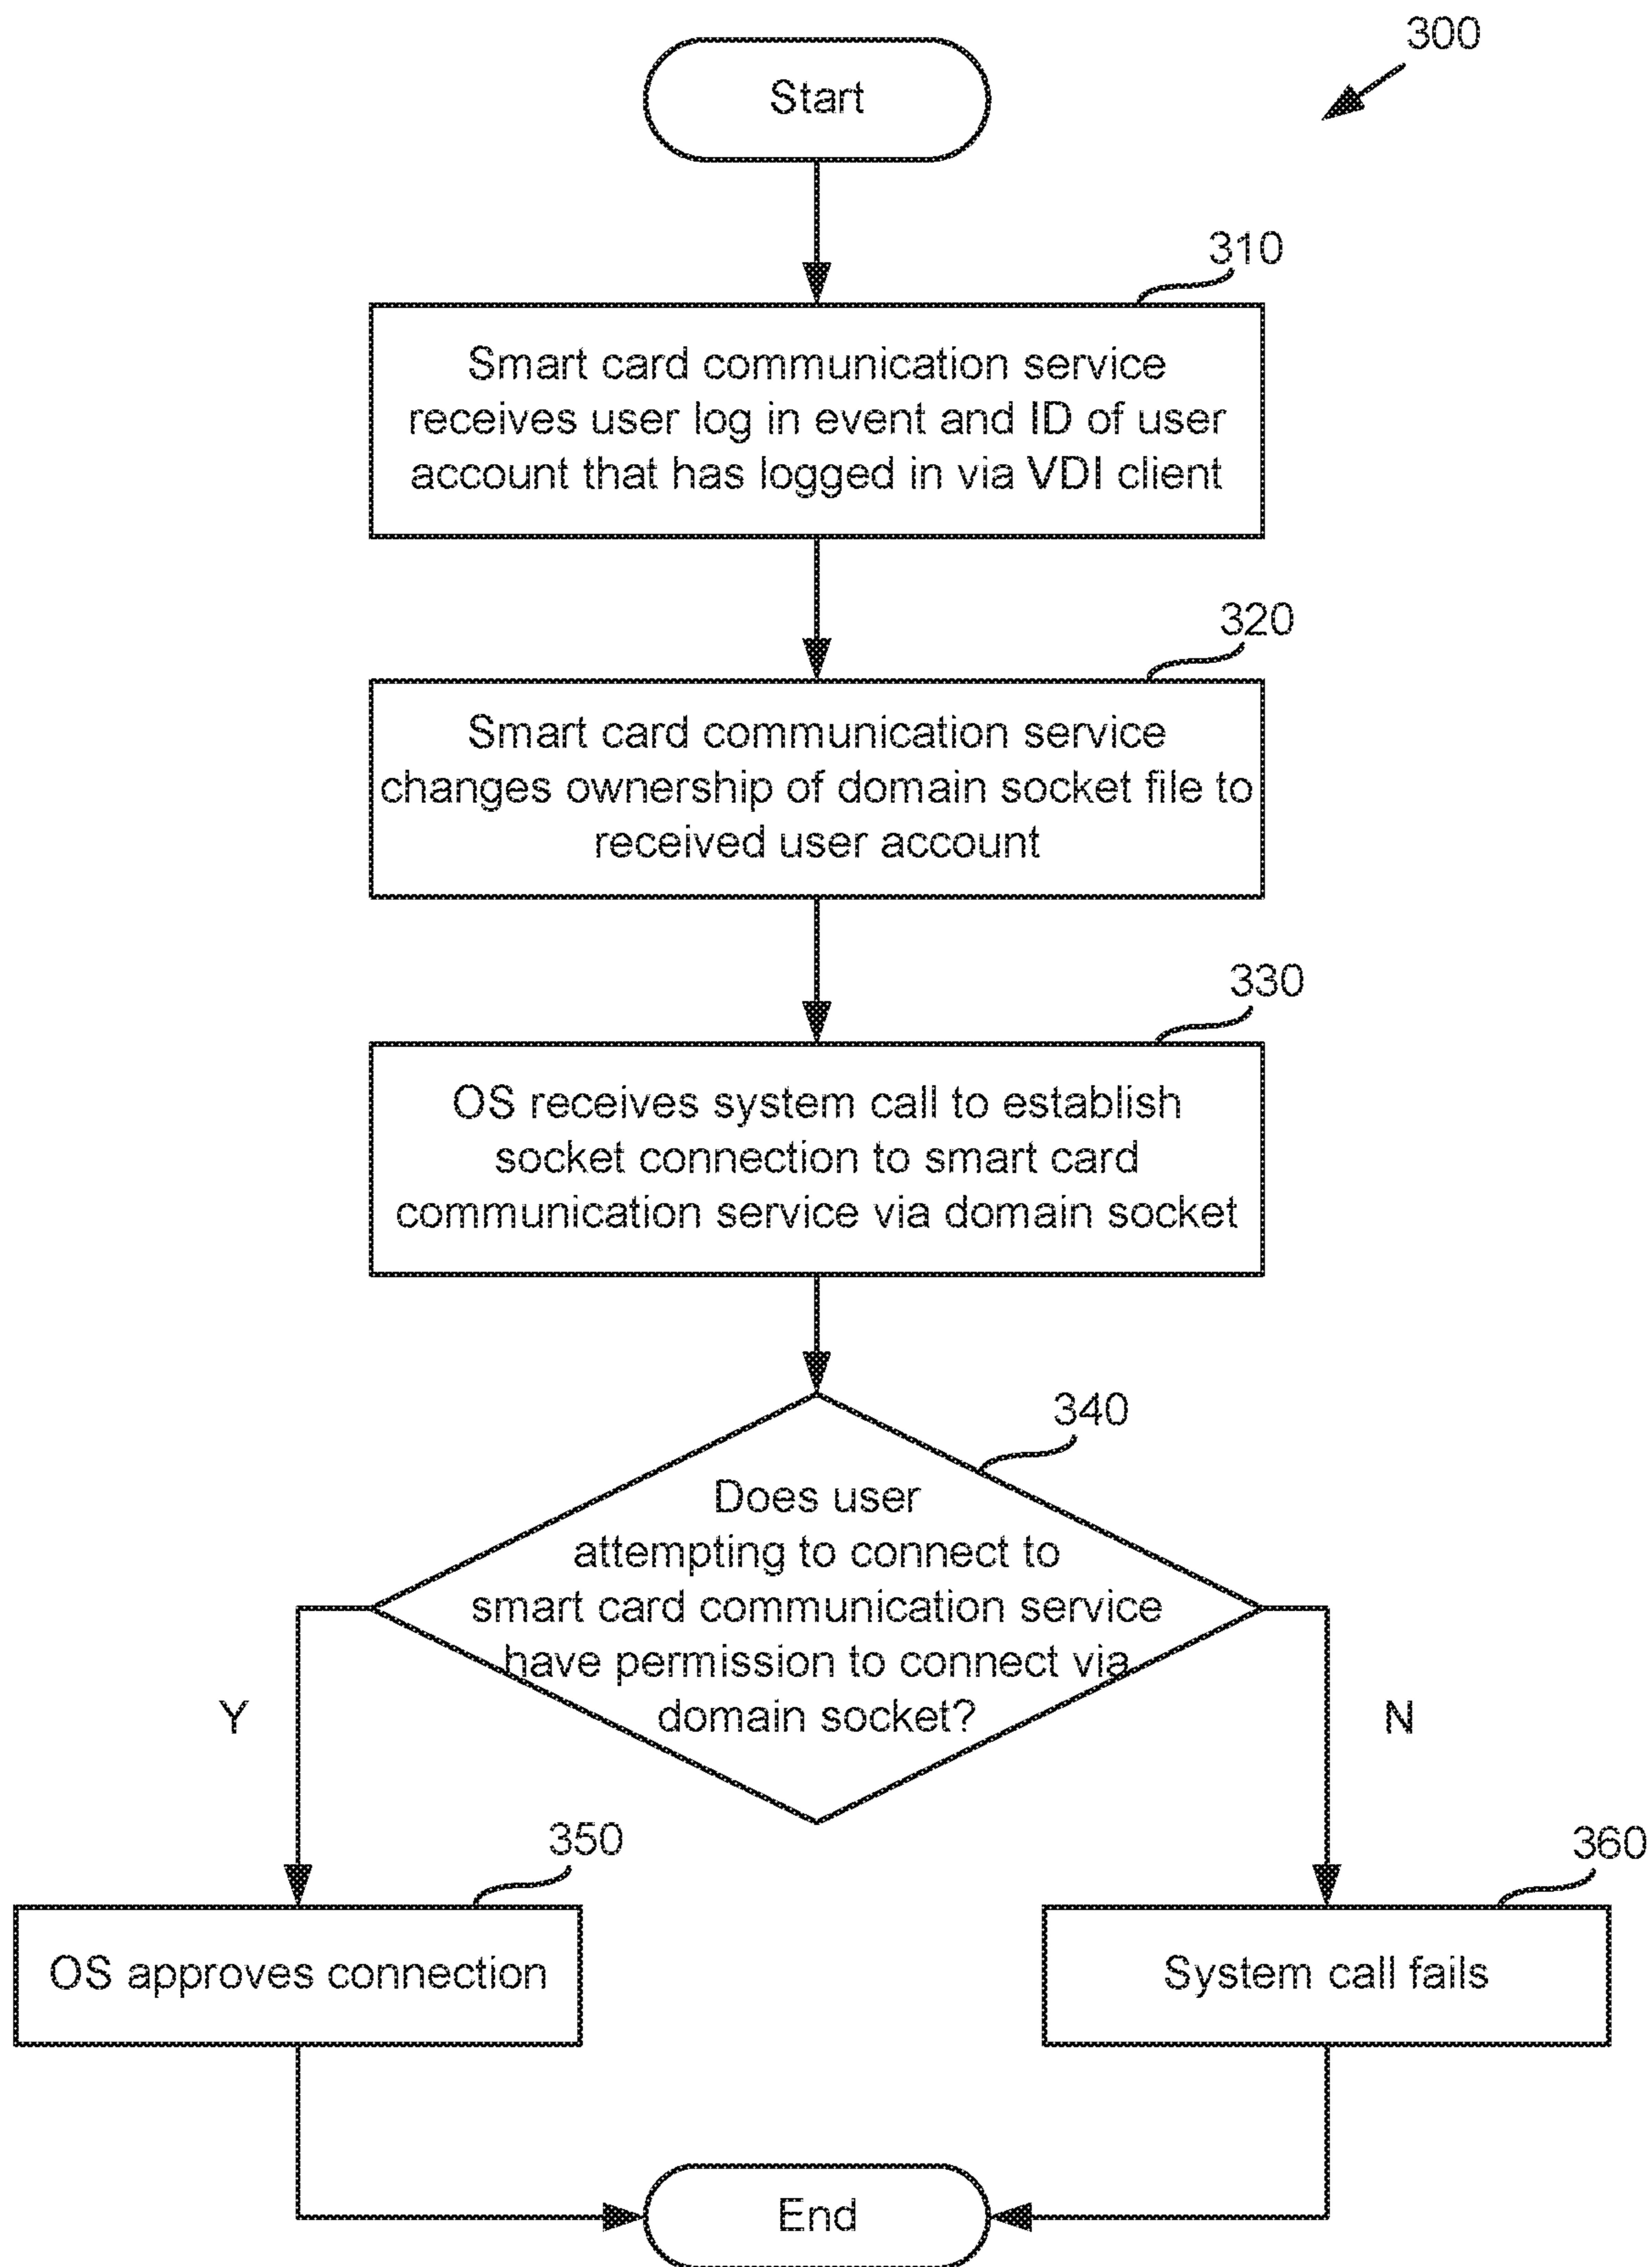 300
Start
310
Smart card communication service
receives user log in event and ID of user
account that has logged in via VDI client
320
Smart card communication service
changes ownership of domain socket file to
received user account
330
OS receives system call to establish
socket connection to smart card
communication service via domain socket
340
Does user
attempting to connect to
smart card communication service
have permission to connect via
domain socket?
Y
N
350
OS approves connection
360
System call fails
End